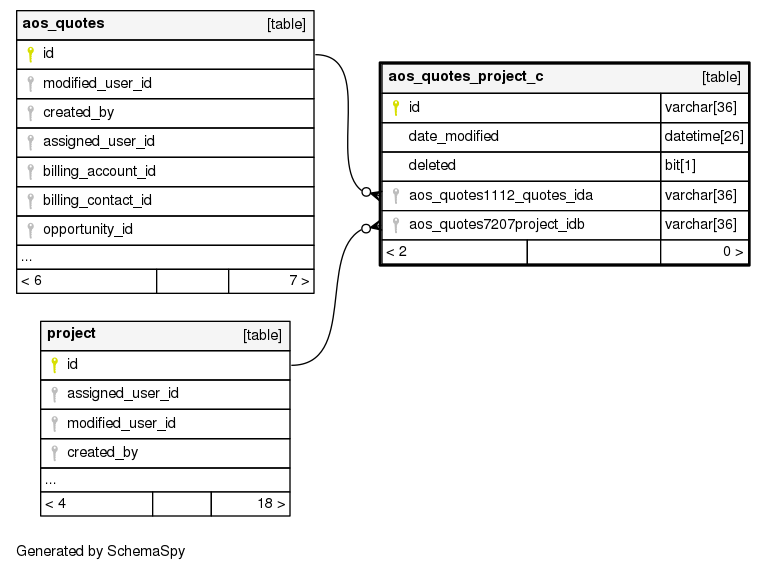 aos_quotes [table]
id
modified_user_id
created_by
assigned_user_id
billing_account_id
billing_contact_id
opportunity_id
...
< 6 7 >
aos_quotes_project_c [table]
id varchar[36]
date_modified datetime[26]
deleted bit[1]
aos_quotes1112_quotes_ida varchar[36]
aos_quotes7207project_idb varchar[36]
< 2 0 >
project [table]
id
assigned_user_id
modified_user_id
created_by
...
< 4 18 >
Generated by SchemaSpy